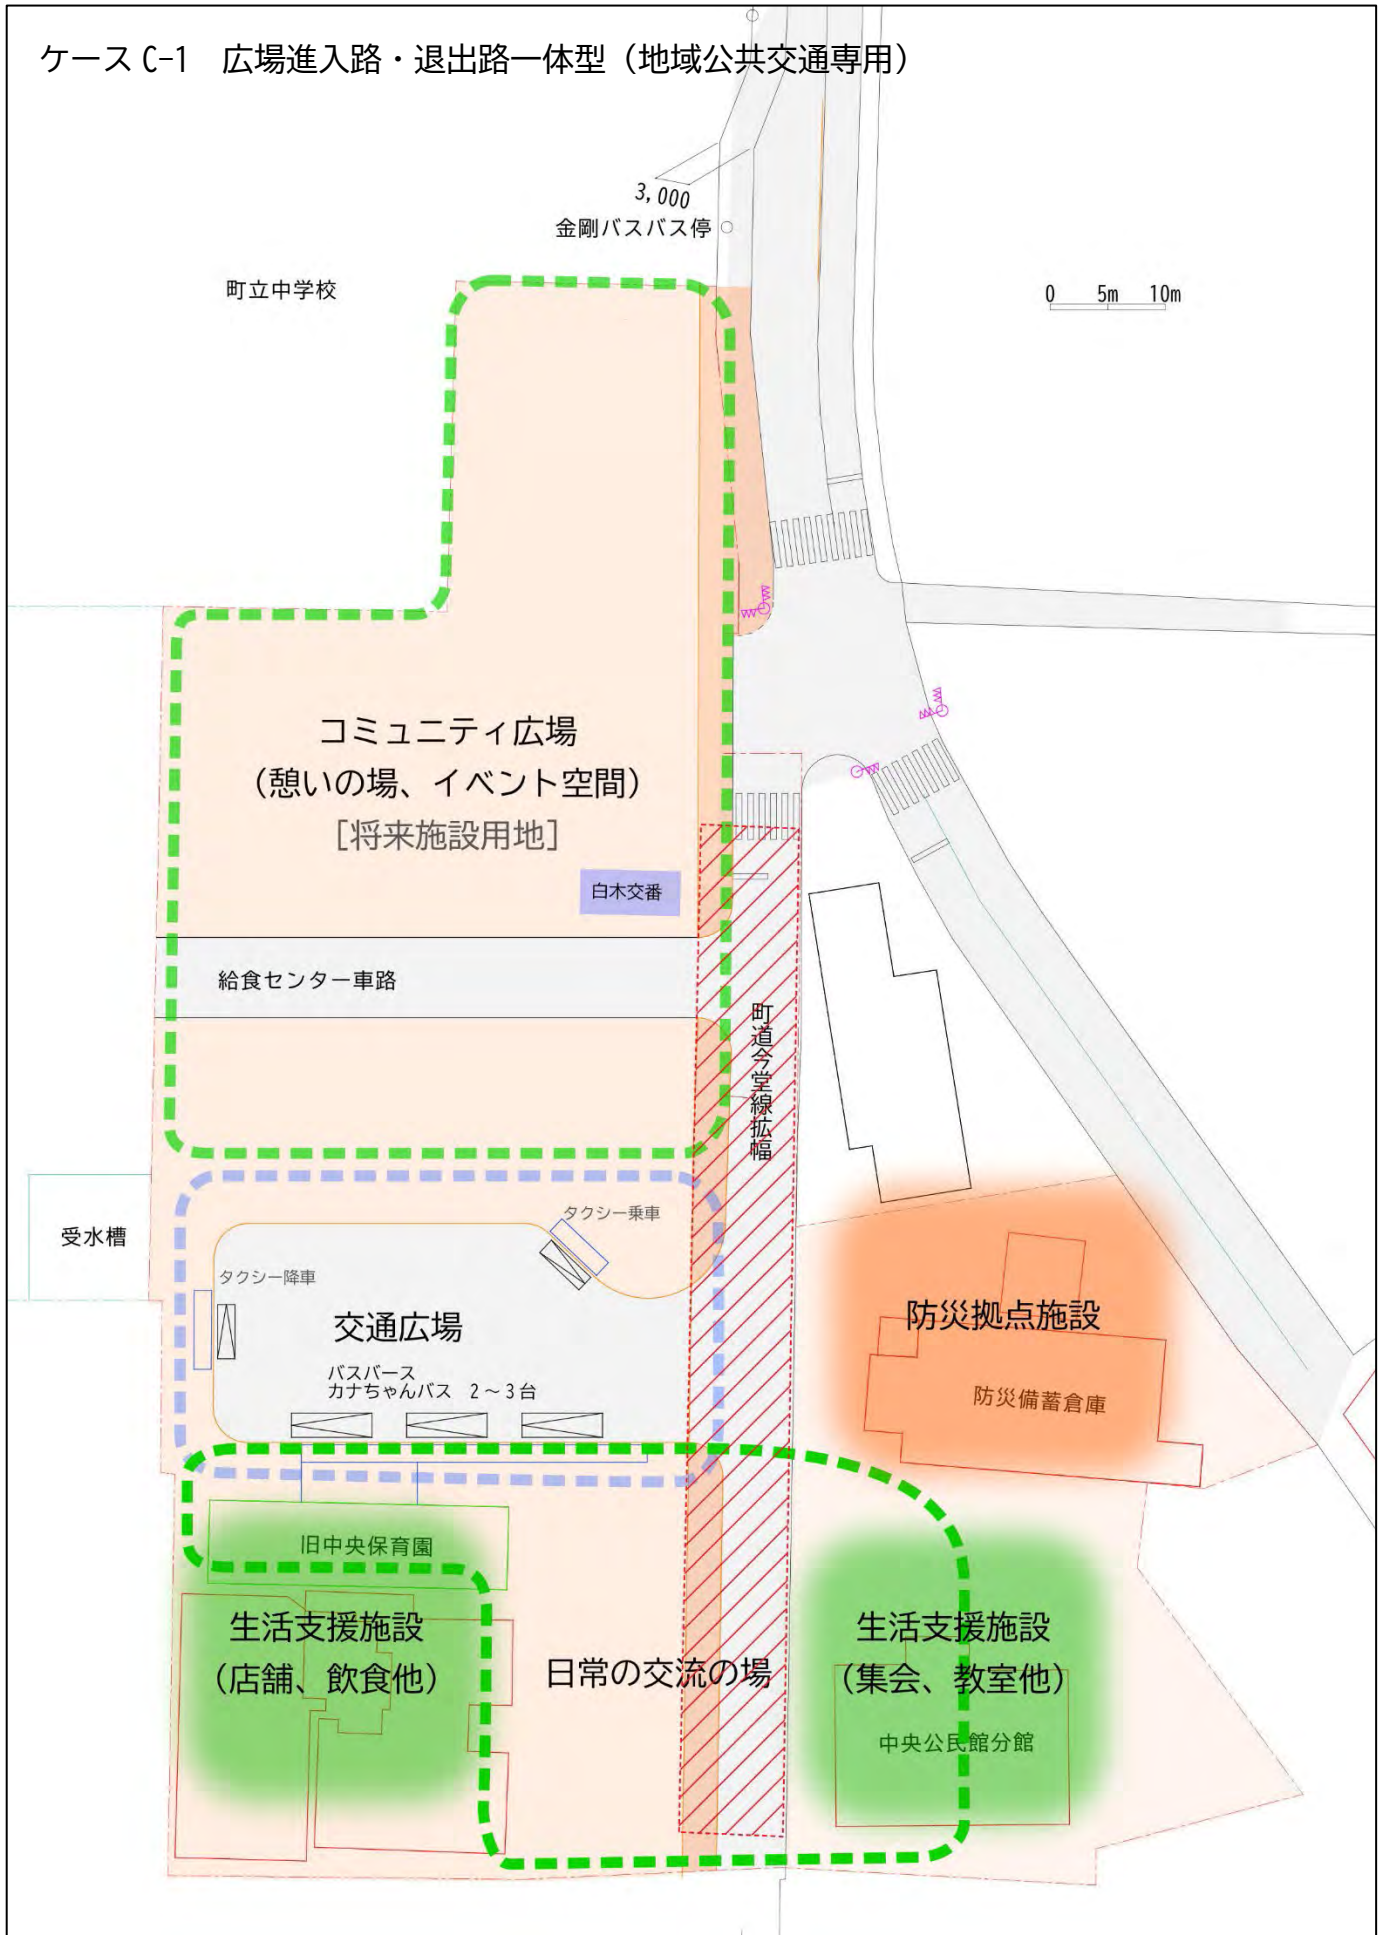 ケース C-1　広場進入路・退出路一体型（地域公共交通専用）
3,000
金剛バスバス停
町立中学校
0　5m　10m
コミュニティ広場
（憩いの場、イベント空間）
［将来施設用地］
白木交番
給食センター車路
町道今堂線拡幅
受水槽
タクシー乗車
タクシー降車
交通広場
バスバース
カナちゃんバス　2～3台
防災拠点施設
防災備蓄倉庫
旧中央保育園
生活支援施設
（店舗、飲食他）
日常の交流の場
生活支援施設
（集会、教室他）
中央公民館分館